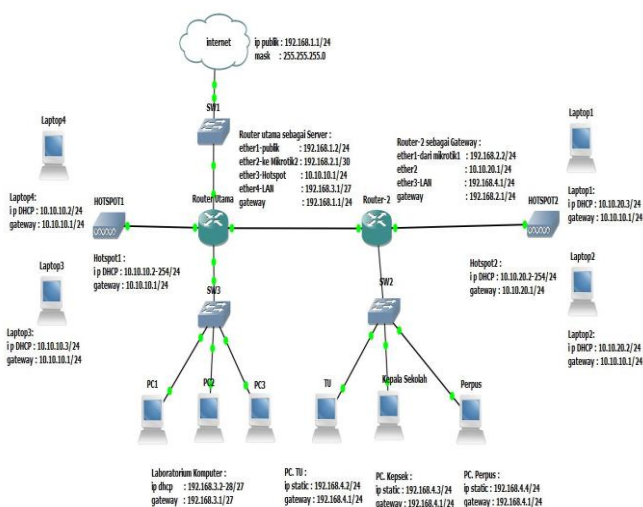 internet
ip publik : 192.168.1.1/24
mask : 255.255.255.0
SW1
Laptop4
Laptop1
Router utama sebagai Server :
ether1-publik : 192.168.1.2/24
ether2-ke Mikrotik2 : 192.168.2.1/30
ether3-Hotspot : 10.10.10.1/24
ether4-LAN : 192.168.3.1/27
gateway : 192.168.1.1/24
Router-2 sebagai Gateway :
ether1-dari mikrotik1 : 192.168.2.2/24
ether2 : 10.10.20.1/24
ether3-LAN : 192.168.4.1/24
gateway : 192.168.2.1/24
Laptop4:
ip DHCP : 10.10.10.2/24
gateway : 10.10.10.1/24
Laptop1:
ip DHCP : 10.10.20.3/24
gateway : 10.10.10.1/24
HOTSPOT1
Router Utama
Router-2
HOTSPOT2
Hotspot1 :
ip DHCP : 10.10.10.2-254/24
gateway : 10.10.10.1/24
Hotspot2 :
ip DHCP : 10.10.20.2-254/24
gateway : 10.10.20.1/24
Laptop3
Laptop2
SW3
SW2
Laptop3:
ip DHCP : 10.10.10.3/24
gateway : 10.10.10.1/24
Laptop2:
ip DHCP : 10.10.20.2/24
gateway : 10.10.10.1/24
PC1
PC2
PC3
TU
Kepala Sekolah
Perpus
Laboratorium Komputer :
ip dhcp : 192.168.3.2-28/27
gateway : 192.168.3.1/27
PC. TU :
ip static : 192.168.4.2/24
gateway : 192.168.4.1/24
PC. Kepsek :
ip static : 192.168.4.3/24
gateway : 192.168.4.1/24
PC. Perpus :
ip static : 192.168.4.4/24
gateway : 192.168.4.1/24